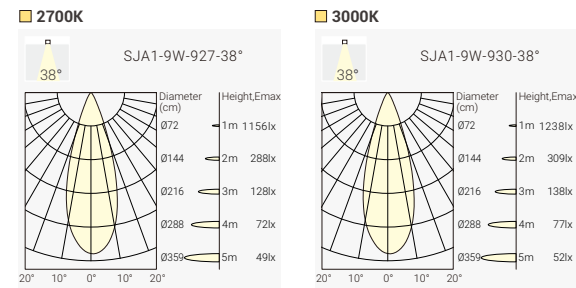 2700K
38°
SJA1-9W-927-38°
Diameter
(cm)
Height,Emax
Ø72 1m 1156lx
Ø144 2m 288lx
Ø216 3m 128lx
Ø288 4m 72lx
Ø359 5m 49lx
20° 10° 0° 10° 20°
3000K
38°
SJA1-9W-930-38°
Diameter
(cm)
Height,Emax
Ø72 1m 1238lx
Ø144 2m 309lx
Ø216 3m 138lx
Ø288 4m 77lx
Ø359 5m 52lx
20° 10° 0° 10° 20°